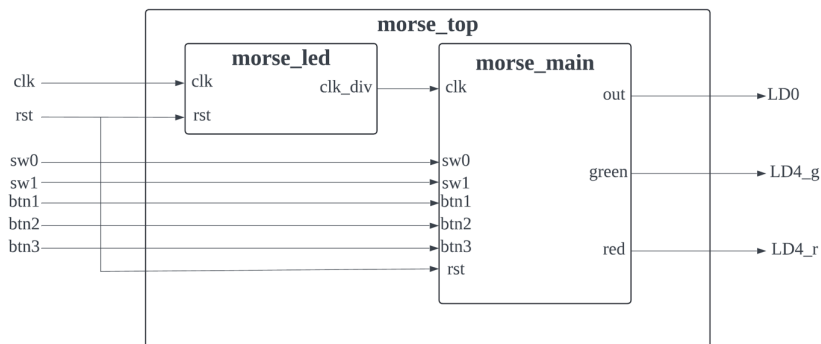 morse_top
morse_led
morse_main
clk
clk
clk_div
clk
out
LD0
rst
rst
sw0
sw0
green
LD4_g
sw1
sw1
btn1
btn1
btn2
btn2
btn3
btn3
red
LD4_r
rst